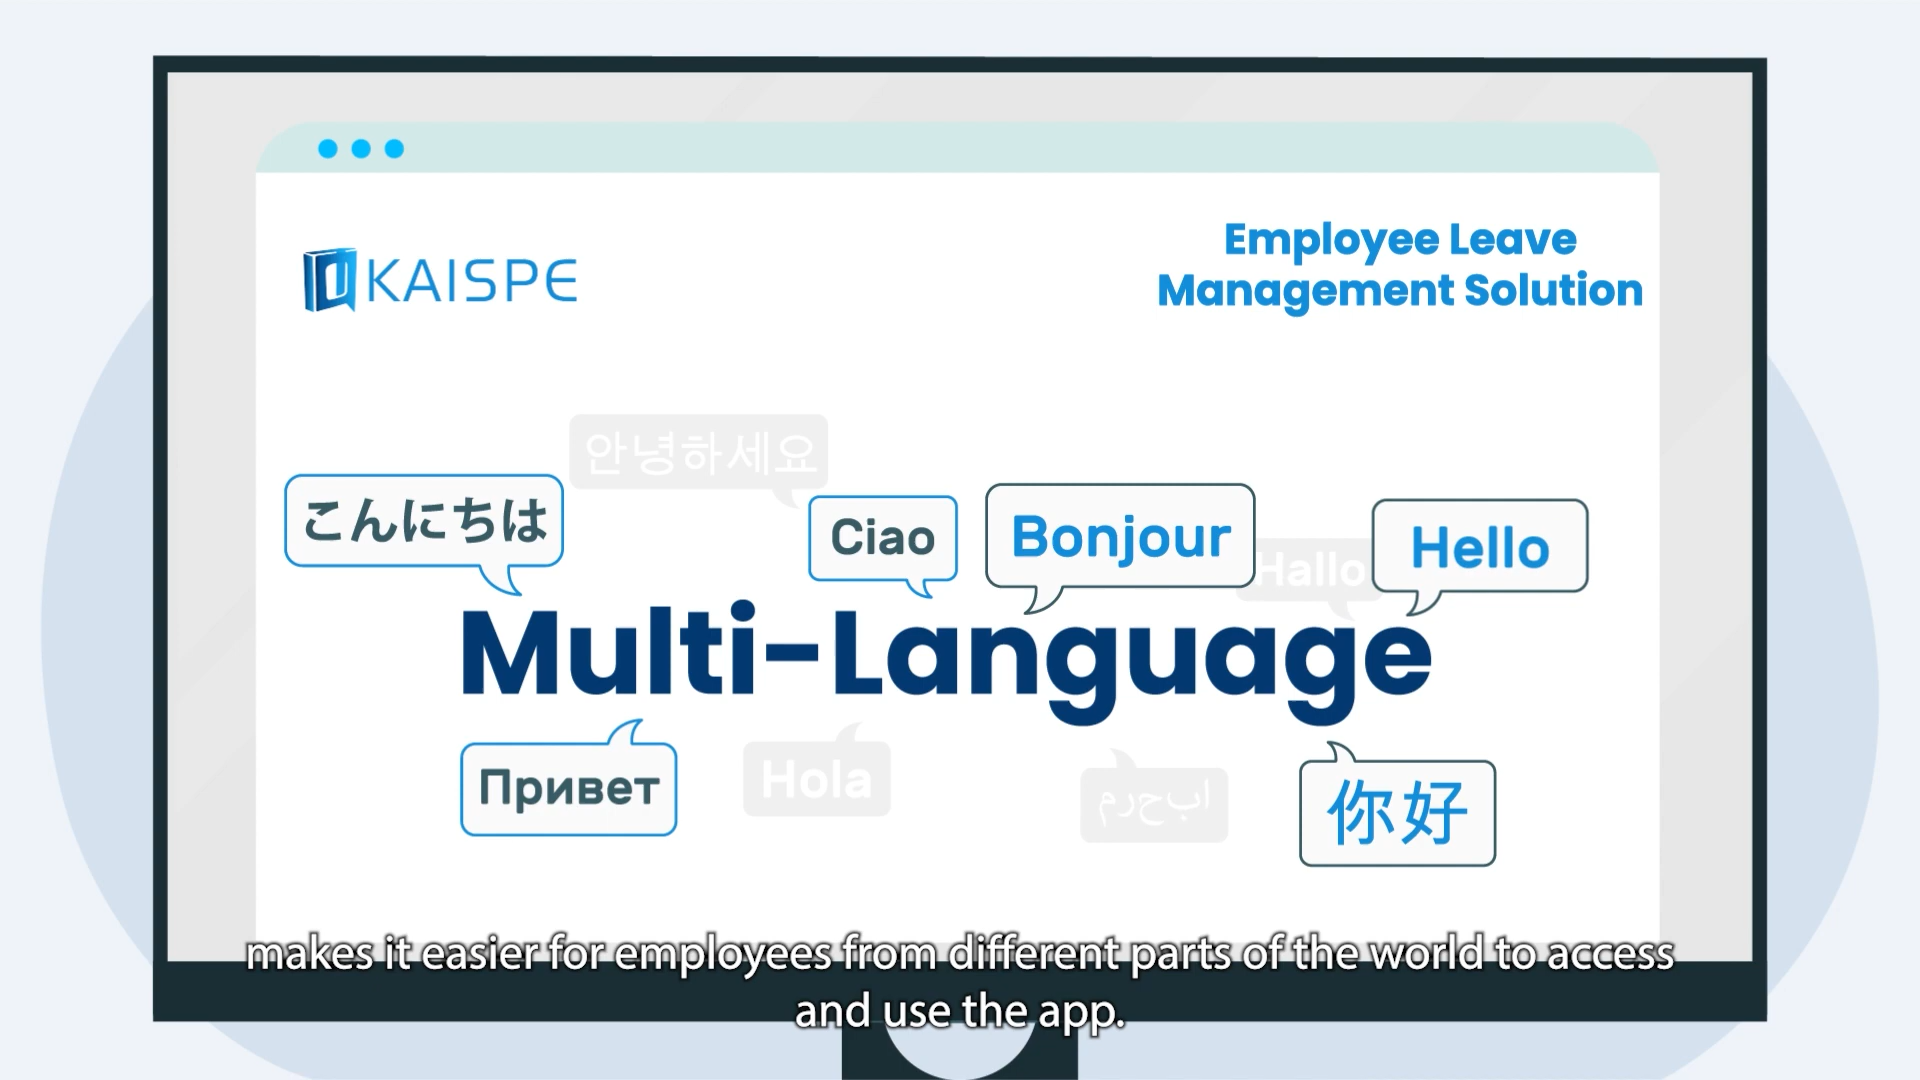 KAISPE
Employee Leave
Management Solution
안녕하세요
こんにちは
Ciao
Bonjour
Hallo
Hello
Multi-Language
Привет
Hola
ابحرم
你好
makes it easier for employees from different parts of the world to access
and use the app.